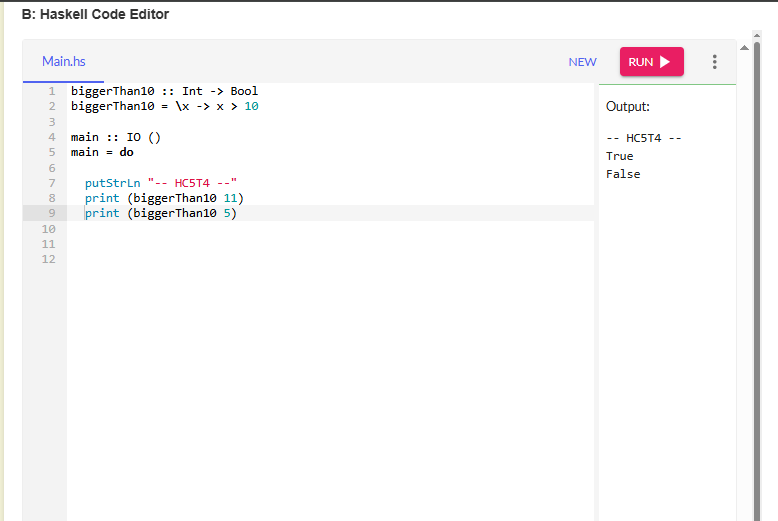 B: Haskell Code Editor
Main.hs
NEW
RUN
1 biggerThan10 :: Int -> Bool
2 biggerThan10 = \x -> x > 10
3
4 main :: IO ()
5 main = do
6
7   putStrLn "-- HC5T4 --"
8   print (biggerThan10 11)
9   print (biggerThan10 5)
10
11
12
Output:
-- HC5T4 --
True
False